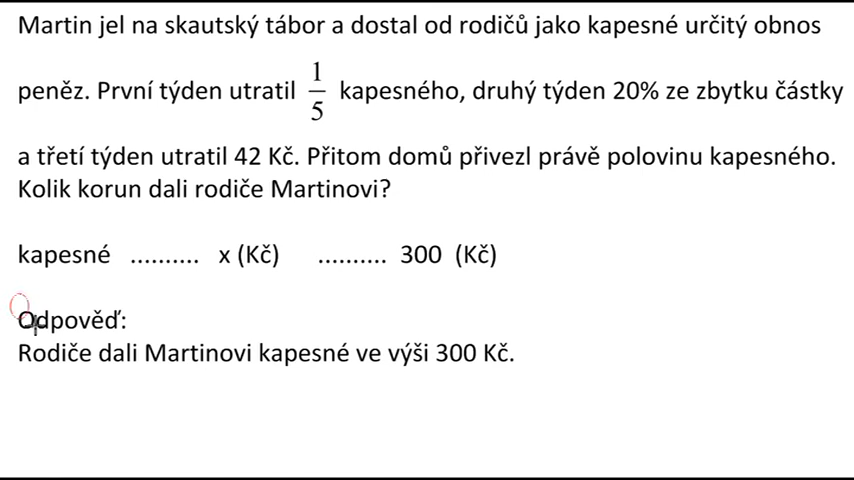 Martin jel na skautský tábor a dostal od rodičů jako kapesné určitý obnos
peněz. První týden utratil 1/5 kapesného, druhý týden 20% ze zbytku částky
a třetí týden utratil 42 Kč. Přitom domů přivezl právě polovinu kapesného.
Kolik korun dali rodiče Martinovi?
kapesné .......... x (Kč) .......... 300 (Kč)
Odpověď:
Rodiče dali Martinovi kapesné ve výši 300 Kč.